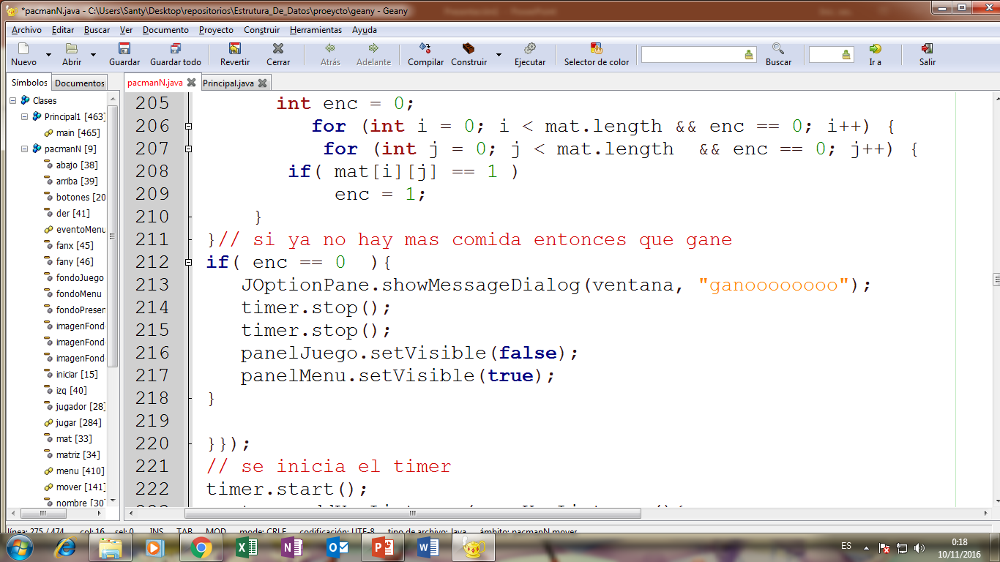 *pacmanN.java - C:\Users\Santy\Desktop\repositorios\Estrutura_De_Datos\proeycto\geany - Geany
Archivo Editar Buscar Ver Documento Proyecto Construir Herramientas Ayuda
Nuevo Abrir Guardar Guardar todo Revertir Cerrar Atrás Adelante Compilar Construir Ejecutar Selector de color Buscar Ir a Salir
Símbolos Documentos pacmanN.java Principal.java
Clases
Principal1 [463]
main [465]
pacmanN [9]
abajo [38]
arriba [39]
botones [20
der [41]
eventoMenu
fanx [45]
fany [46]
fondoJuego
fondoMenu
fondoPresen
imagenFond
imagenFond
imagenFond
iniciar [15]
izq [40]
jugador [28]
jugar [284]
mat [33]
matriz [34]
menu [410]
mover [141]
nombre [30]
205 int enc = 0;
206 for (int i = 0; i < mat.length && enc == 0; i++) {
207 for (int j = 0; j < mat.length  && enc == 0; j++) {
208 if( mat[i][j] == 1 )
209 enc = 1;
210 }
211 }// si ya no hay mas comida entonces que gane
212 if( enc == 0  ){
213 JOptionPane.showMessageDialog(ventana, "ganoooooooo");
214 timer.stop();
215 timer.stop();
216 panelJuego.setVisible(false);
217 panelMenu.setVisible(true);
218 }
219
220 }});
221 // se inicia el timer
222 timer.start();
línea: 275 / 474 col: 16 sel: 0 INS TAB MOD mode: CRLF codificación: UTF-8 tipo de archivo: Java ámbito: pacmanN.mover
ES 0:18
10/11/2016